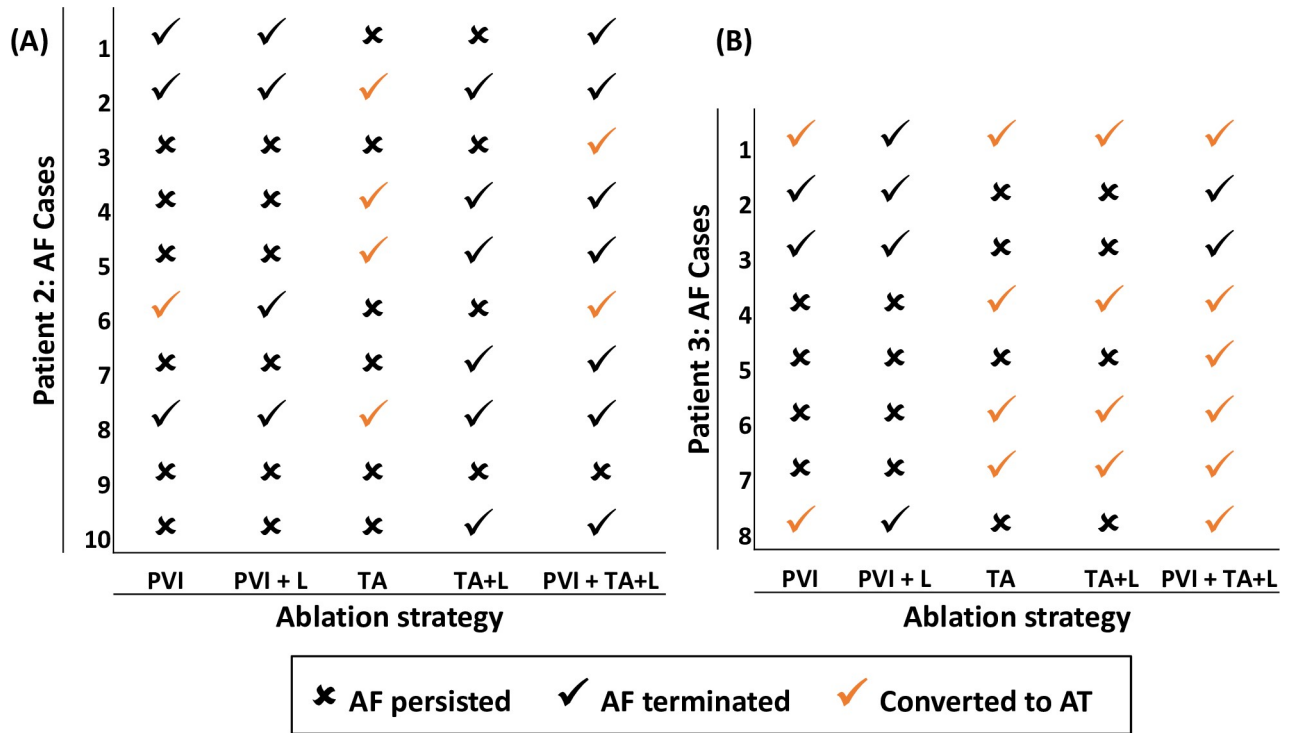 (A)
Patient 2: AF Cases
1
2
3
4
5
6
7
8
9
10
PVI PVI + L TA TA+L PVI + TA+L
Ablation strategy
(B)
Patient 3: AF Cases
1
2
3
4
5
6
7
8
PVI PVI + L TA TA+L PVI + TA+L
Ablation strategy
AF persisted AF terminated Converted to AT